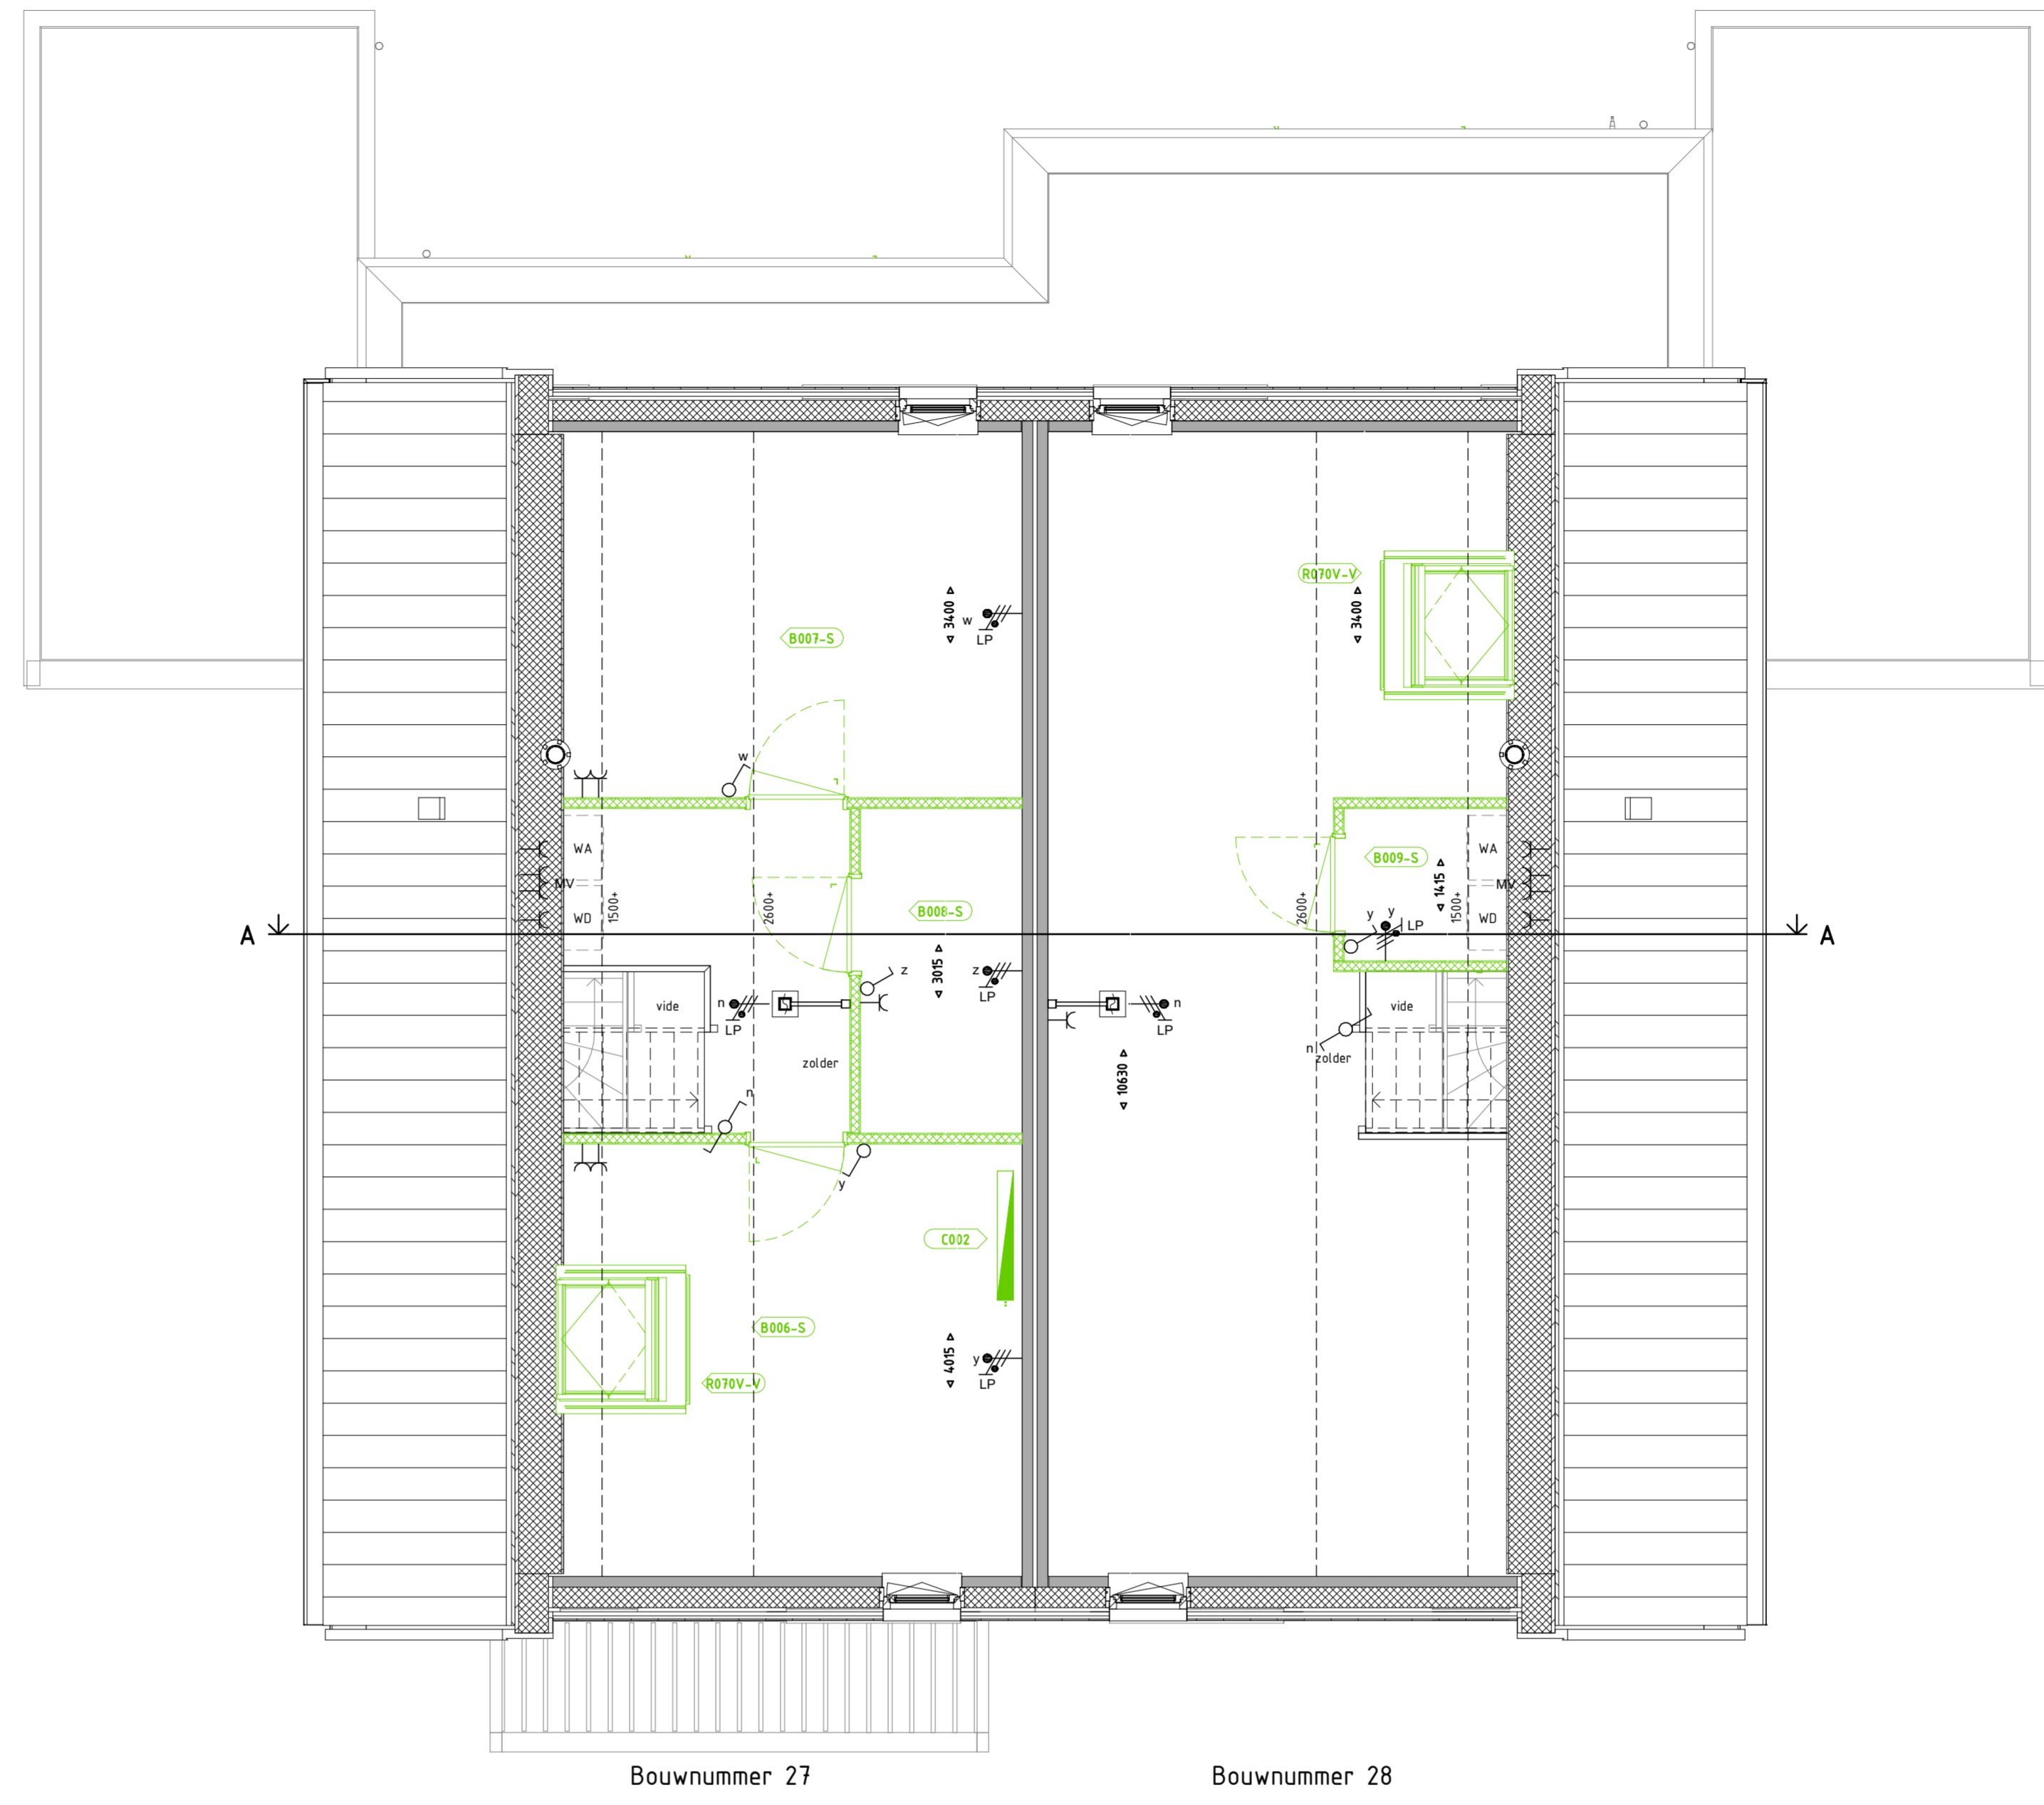 R070V-V
3400
3400
w
LP
B007-S
w
WA
MV
WD
1500+
2600+
B008-S
3015
z
z
LP
B009-S
1415
2600+
1500+
WA
MV
WD
y
y
LP
A
A
vide
n
LP
zolder
n
LP
vide
n
zolder
10630
n
y
C002
B006-S
R070V-V
4015
y
LP
Bouwnummer 27
Bouwnummer 28